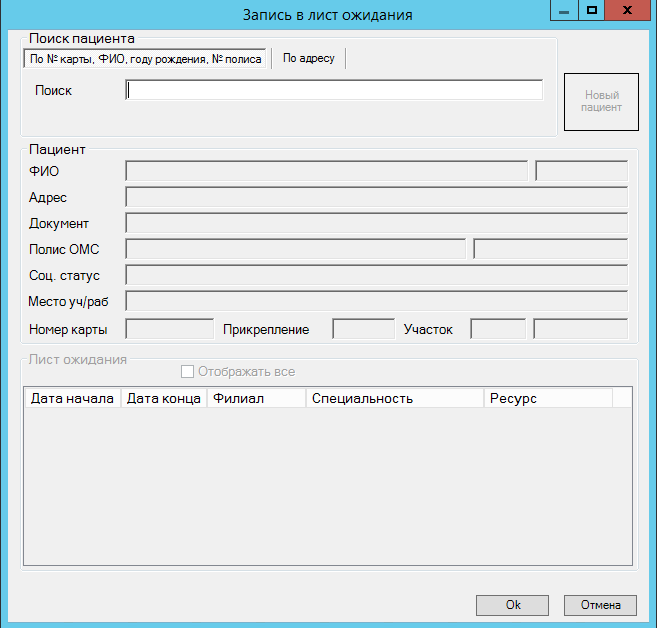 Запись в лист ожидания
Поиск пациента
По № карты, ФИО, году рождения, № полиса
По адресу
Поиск
Новый
пациент
Пациент
ФИО
Адрес
Документ
Полис ОМС
Соц. статус
Место уч/раб
Номер карты Прикрепление Участок
Лист ожидания
Отображать все
Дата начала Дата конца Филиал Специальность Ресурс
Ok Отмена